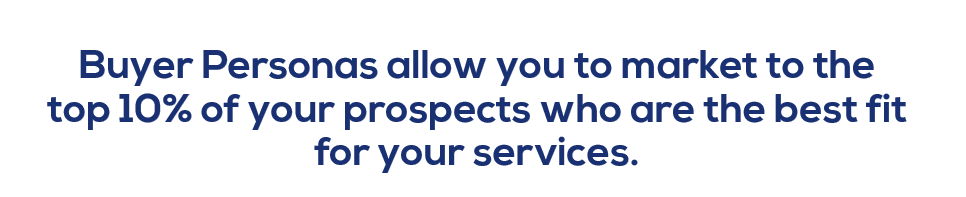 Buyer Personas allow you to market to the
top 10% of your prospects who are the best fit
for your services.